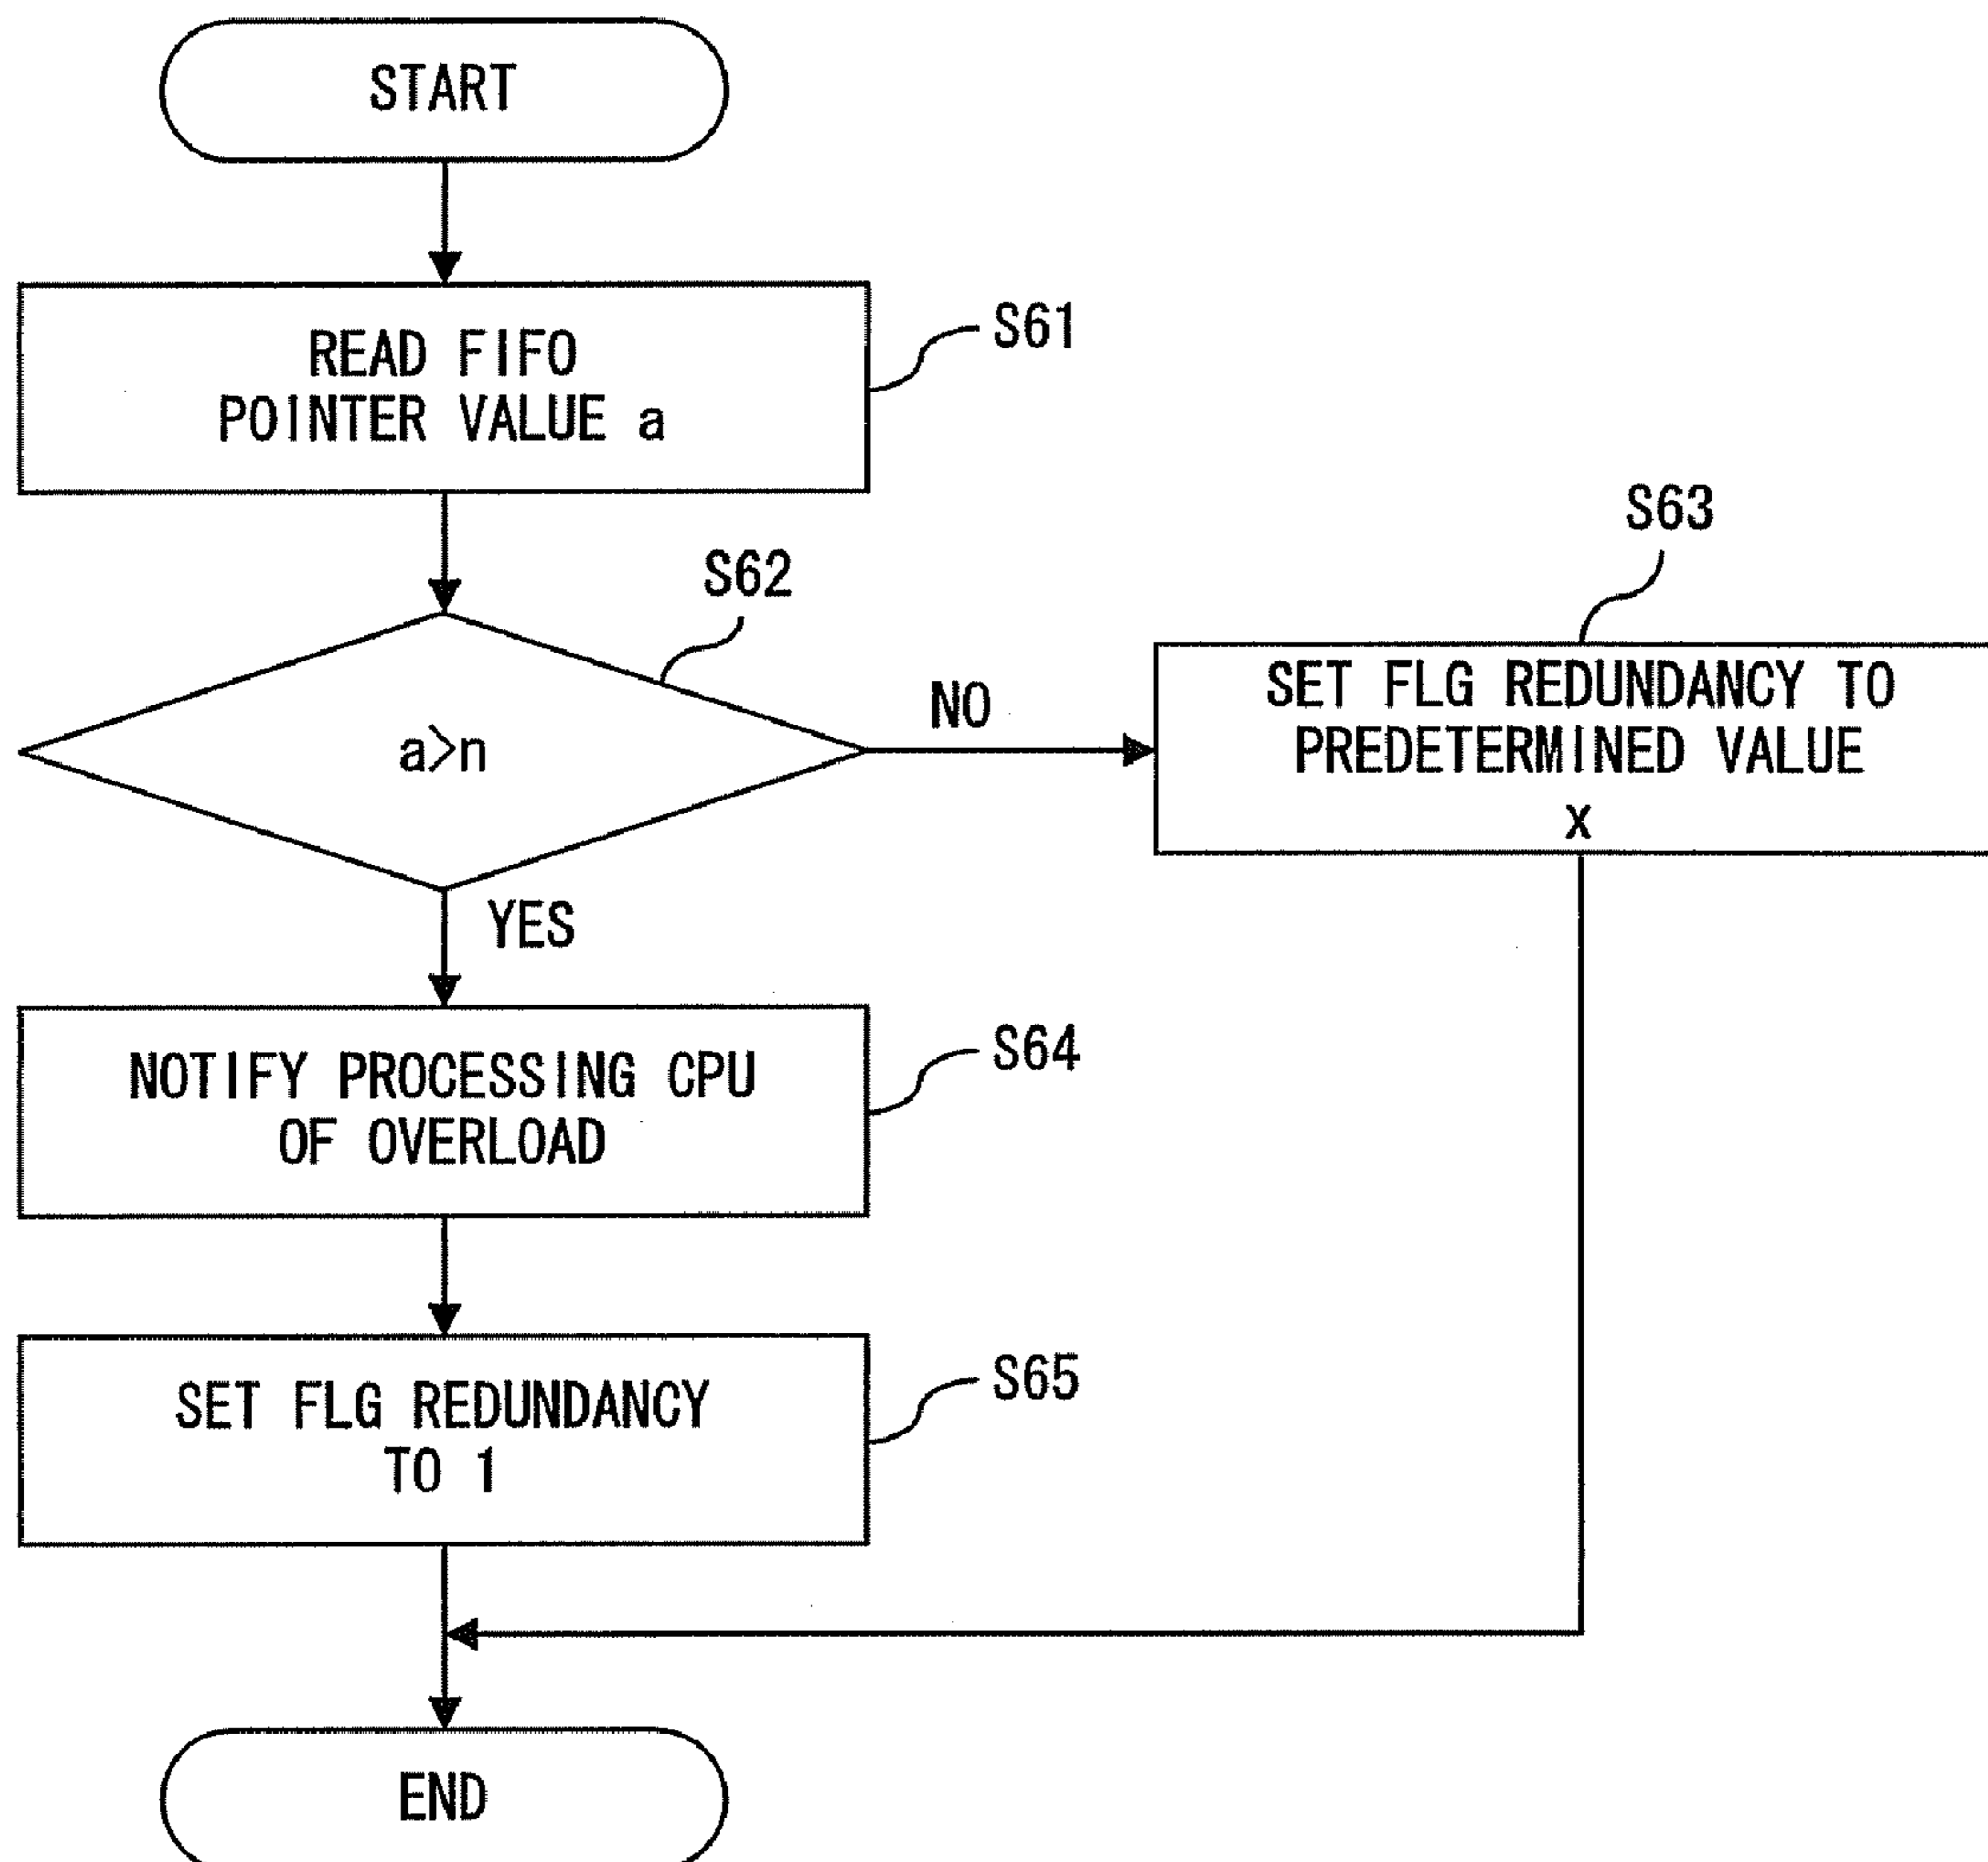 START
READ FIFO
POINTER VALUE a
S61
S62
a>n
NO
S63
SET FLG REDUNDANCY TO
PREDETERMINED VALUE
x
YES
NOTIFY PROCESSING CPU
OF OVERLOAD
S64
SET FLG REDUNDANCY
TO 1
S65
END